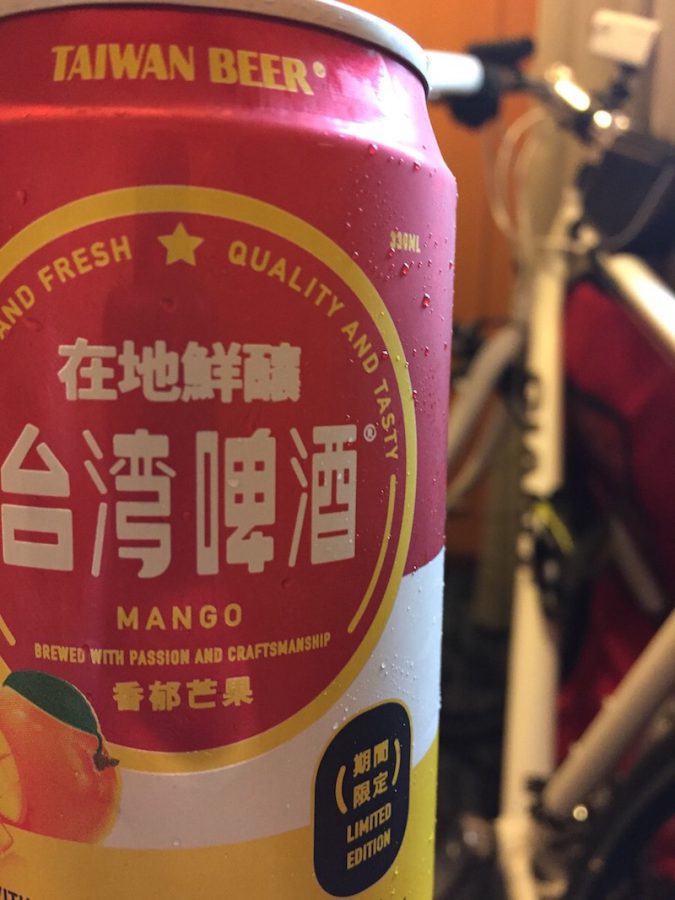 TAIWAN BEER®
330ML
AND FRESH ★ QUALITY AND TASTY
在地鮮釀
台湾啤酒®
MANGO
BREWED WITH PASSION AND CRAFTSMANSHIP
香郁芒果
(期間
限定)
LIMITED
EDITION
WITH